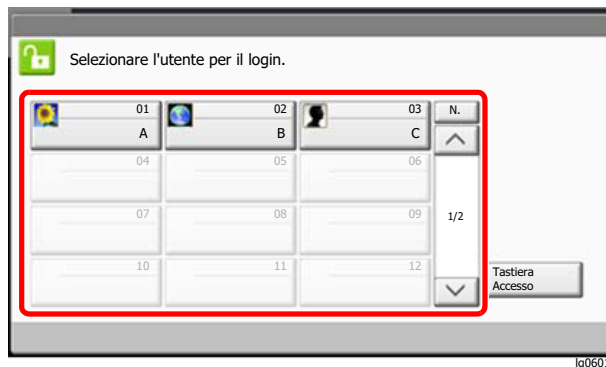 Selezionare l'utente per il login.
01 02 03 N.
A B C
04 05 06
07 08 09 1/2
10 11 12
Tastiera
Accesso